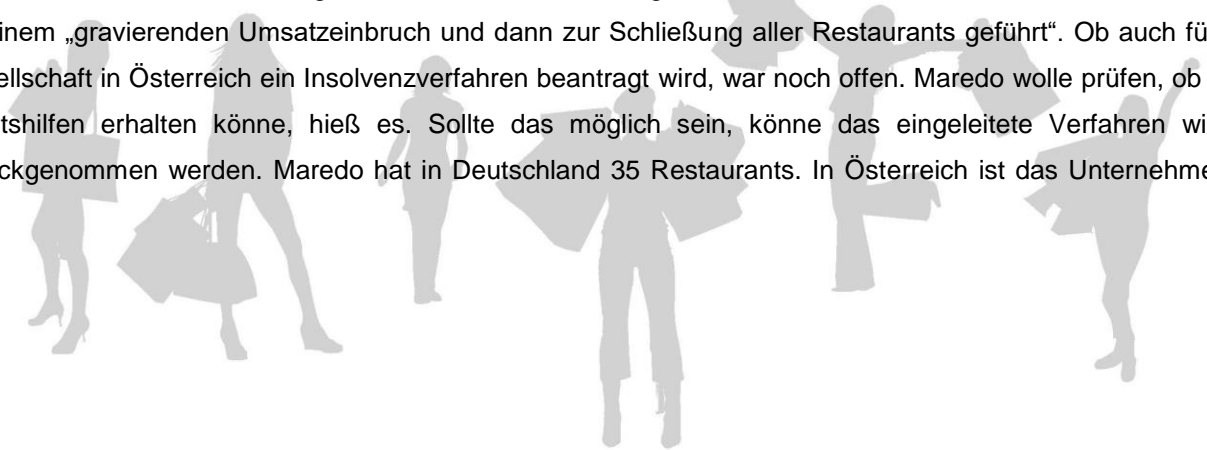 inem „gravierenden Umsatzeinbruch und dann zur Schließung aller Restaurants geführt“. Ob auch fü
ellschaft in Österreich ein Insolvenzverfahren beantragt wird, war noch offen. Maredo wolle prüfen, ob
tshilfen erhalten könne, hieß es. Sollte das möglich sein, könne das eingeleitete Verfahren wi
ckgenommen werden. Maredo hat in Deutschland 35 Restaurants. In Österreich ist das Unternehme